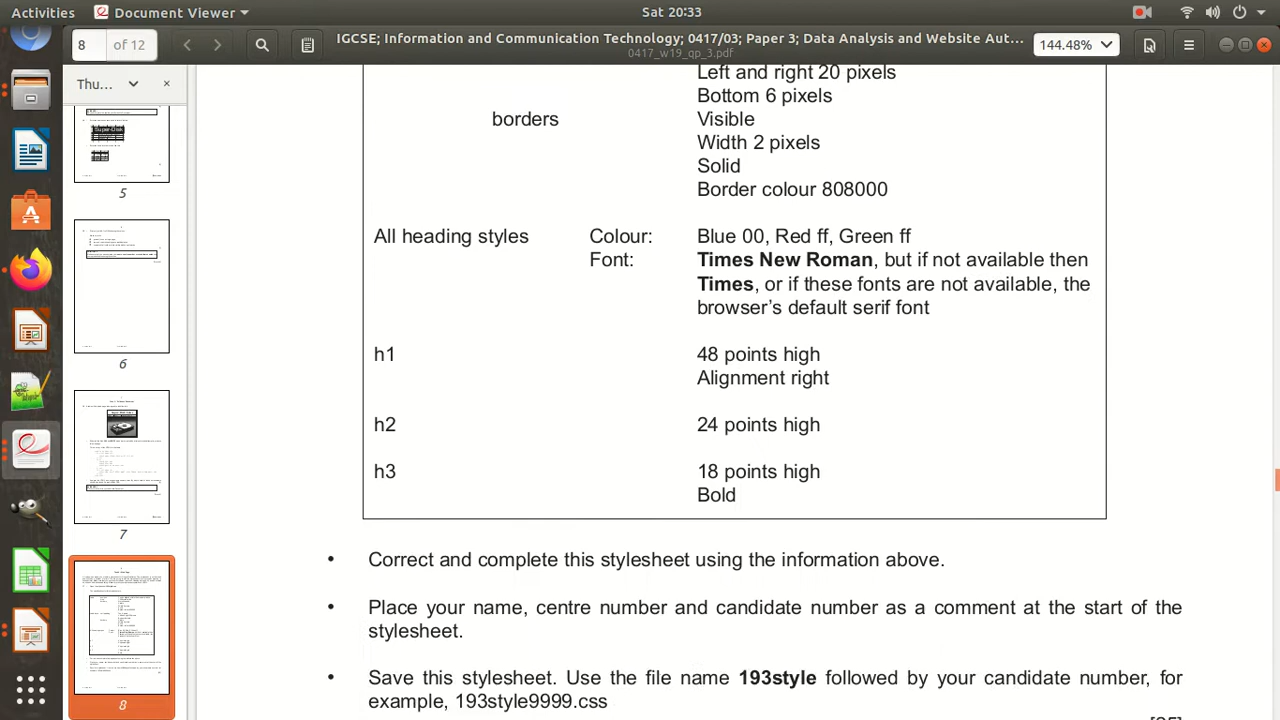 Activities
Document Viewer
Sat 20:33
8
of 12
IGCSE; Information and Communication Technology; 0417/03; Paper 3; Data Analysis and Website Aut...
0417_w19_qp_3.pdf
144.48%
Thu...
5
6
7
8
Left and right 20 pixels
Bottom 6 pixels
borders
Visible
Width 2 pixels
Solid
Border colour 808000
All heading styles
Colour:
Blue 00, Red ff, Green ff
Font:
Times New Roman, but if not available then
Times, or if these fonts are not available, the
browser's default serif font
h1
48 points high
Alignment right
h2
24 points high
h3
18 points high
Bold
• Correct and complete this stylesheet using the information above.
• Place your name, centre number and candidate number as a comment at the start of the
stylesheet.
• Save this stylesheet. Use the file name 193style followed by your candidate number, for
example, 193style9999.css